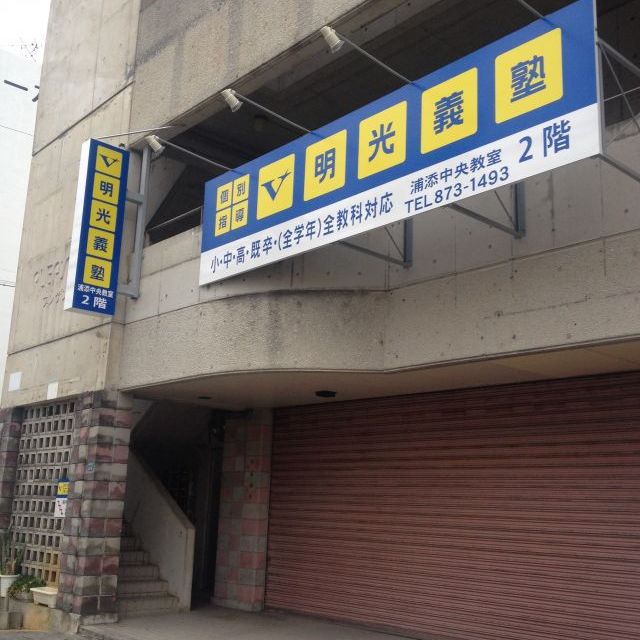 V
明光義塾
浦添中央教室
2階
個別
指導
V明光義塾
小・中・高・既卒・(全学年)全教科対応
浦添中央教室
TEL873-1493
2階